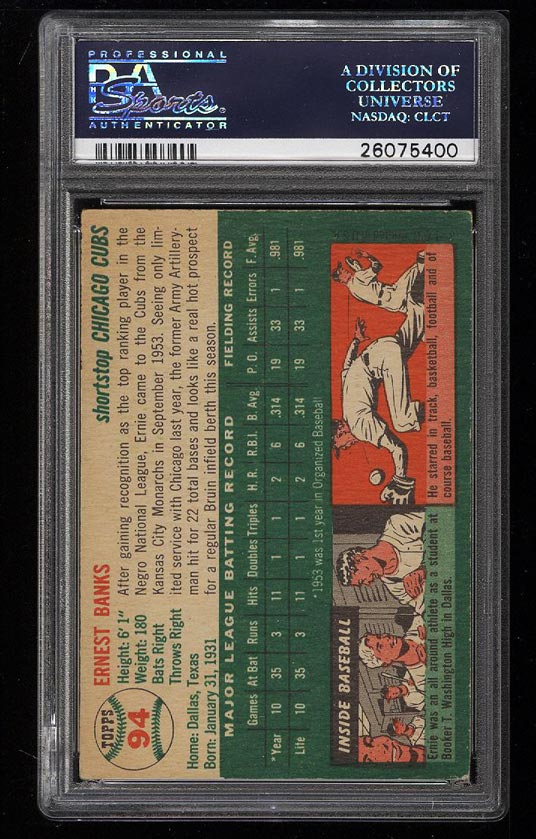 PROFESSIONAL
PSA
Sports
AUTHENTICATOR
A DIVISION OF
COLLECTORS
UNIVERSE
NASDAQ: CLCT
26075400
TOPPS
94
ERNEST BANKS
Height: 6' 1"
Weight: 180
Bats Right
Throws Right
Home: Dallas, Texas
Born: January 31, 1931
shortstop CHICAGO CUBS
After gaining recognition as the top ranking player in the
Negro National League, Ernie came to the Cubs from the
Kansas City Monarchs in September 1953. Seeing only lim-
ited service with Chicago last year, the former Army Artillery-
man hit for 22 total bases and looks like a real hot prospect
for a regular Bruin infield berth this season.
MAJOR LEAGUE BATTING RECORD FIELDING RECORD
Games At Bat Runs Hits Doubles Triples H. R. R.B.I. B. Avg. P. O. Assists Errors F. Avg.
*Year 10 35 3 11 1 1 2 6 .314 19 33 1 .981
Life 10 35 3 11 1 1 2 6 .314 19 33 1 .981
*1953 was 1st year in Organized Baseball
INSIDE BASEBALL
Ernie was an all around athlete as a student at
Booker T. Washington High in Dallas.
He starred in track, basketball, football and of
course baseball.